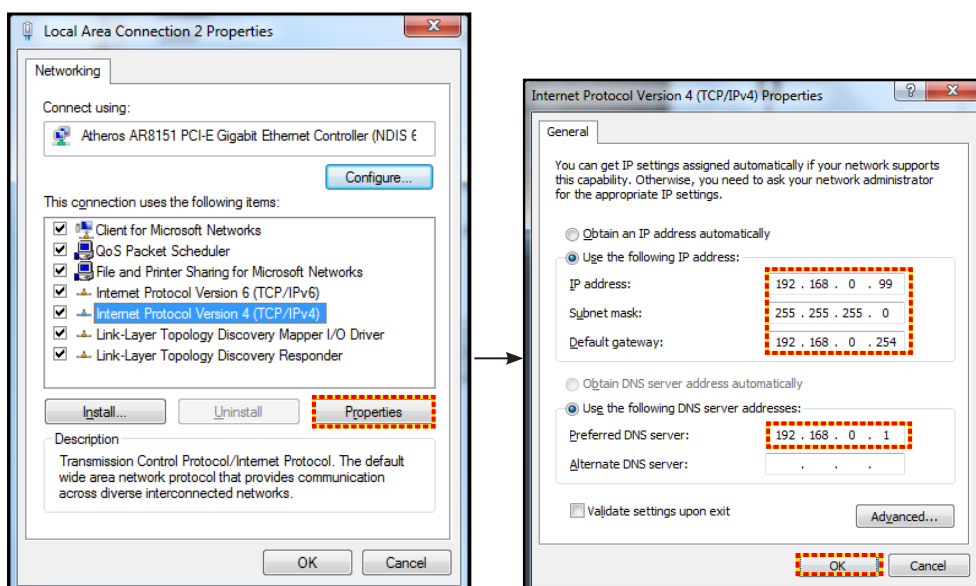 Local Area Connection 2 Properties
Networking
Connect using:
Atheros AR8151 PCI-E Gigabit Ethernet Controller (NDIS 6
Configure...
This connection uses the following items:
Client for Microsoft Networks
QoS Packet Scheduler
File and Printer Sharing for Microsoft Networks
Internet Protocol Version 6 (TCP/IPv6)
Internet Protocol Version 4 (TCP/IPv4)
Link-Layer Topology Discovery Mapper I/O Driver
Link-Layer Topology Discovery Responder
Install...
Uninstall
Properties
Description
Transmission Control Protocol/Internet Protocol. The default
wide area network protocol that provides communication
across diverse interconnected networks.
OK
Cancel
Internet Protocol Version 4 (TCP/IPv4) Properties
General
You can get IP settings assigned automatically if your network supports
this capability. Otherwise, you need to ask your network administrator
for the appropriate IP settings.
Obtain an IP address automatically
Use the following IP address:
IP address: 192 . 168 . 0 . 99
Subnet mask: 255 . 255 . 255 . 0
Default gateway: 192 . 168 . 0 . 254
Obtain DNS server address automatically
Use the following DNS server addresses:
Preferred DNS server: 192 . 168 . 0 . 1
Alternate DNS server: . . .
Validate settings upon exit
Advanced...
OK
Cancel